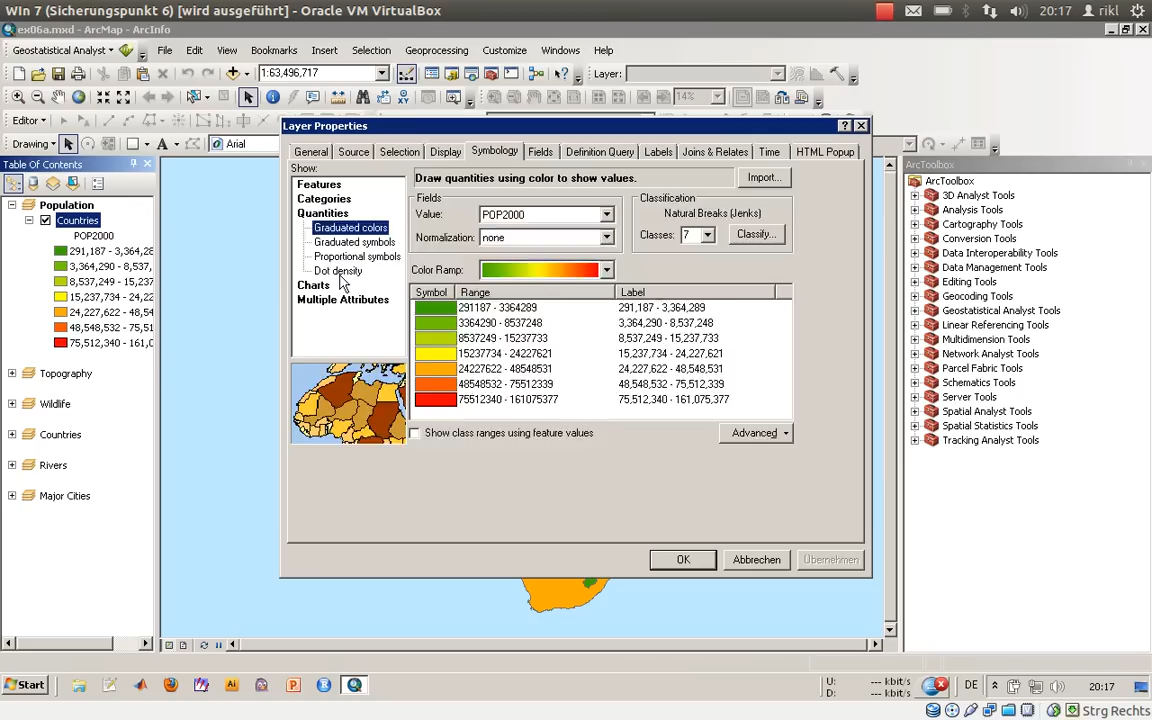 WIn 7 (Sicherungspunkt 6) [wird ausgeführt] - Oracle VM VirtualBox
20:17
rikl
ex06a.mxd - ArcMap - ArcInfo
Geostatistical Analyst
File Edit View Bookmarks Insert Selection Geoprocessing Customize Windows Help
1:63,496,717
Layer:
14%
Editor
Drawing
Arial
Table Of Contents
Population
Countries
POP2000
291,187 - 3,364,28
3,364,290 - 8,537
8,537,249 - 15,237
15,237,734 - 24,22
24,227,622 - 48,54
48,548,532 - 75,51
75,512,340 - 161,0
Topography
Wildlife
Countries
Rivers
Major Cities
Layer Properties
General Source Selection Display Symbology Fields Definition Query Labels Joins & Relates Time HTML Popup
Show:
Features
Categories
Quantities
Graduated colors
Graduated symbols
Proportional symbols
Dot density
Charts
Multiple Attributes
Draw quantities using color to show values.
Import...
Fields
Value: POP2000
Normalization: none
Classification
Natural Breaks (Jenks)
Classes: 7 Classify...
Color Ramp:
Symbol Range Label
291187 - 3364289 291,187 - 3,364,289
3364290 - 8537248 3,364,290 - 8,537,248
8537249 - 15237733 8,537,249 - 15,237,733
15237734 - 24227621 15,237,734 - 24,227,621
24227622 - 48548531 24,227,622 - 48,548,531
48548532 - 75512339 48,548,532 - 75,512,339
75512340 - 161075377 75,512,340 - 161,075,377
Show class ranges using feature values
Advanced
OK Abbrechen Übernehmen
ArcToolbox
ArcToolbox
3D Analyst Tools
Analysis Tools
Cartography Tools
Conversion Tools
Data Interoperability Tools
Data Management Tools
Editing Tools
Geocoding Tools
Geostatistical Analyst Tools
Linear Referencing Tools
Multidimension Tools
Network Analyst Tools
Parcel Fabric Tools
Schematics Tools
Server Tools
Spatial Analyst Tools
Spatial Statistics Tools
Tracking Analyst Tools
Start
U: --- kbit/s
D: --- kbit/s
DE
20:17
Strg Rechts